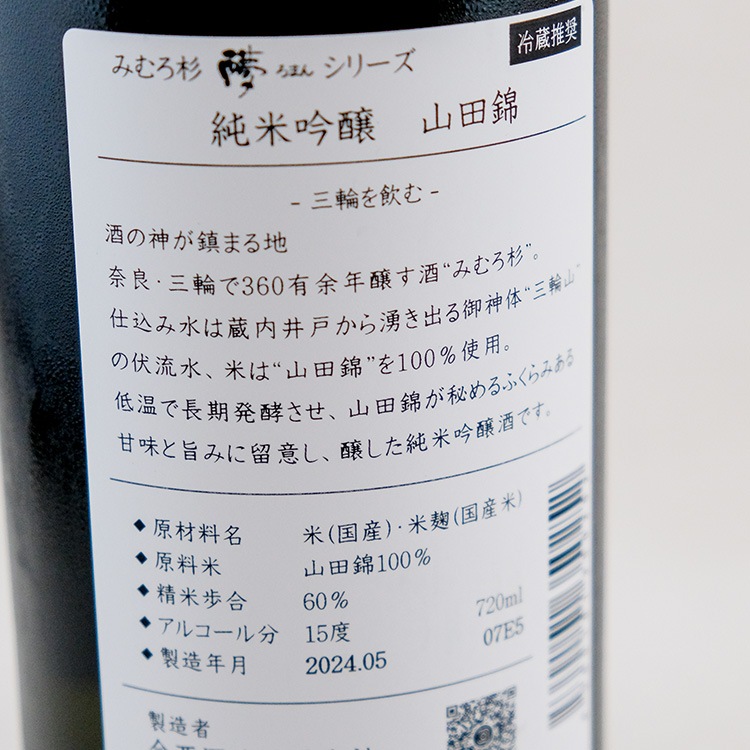 冷蔵推奨
みむろ杉 夢 ろまん シリーズ
純米吟醸 山田錦
- 三輪を飲む -
酒の神が鎮まる地
奈良・三輪で360有余年醸す酒“みむろ杉”。
仕込み水は蔵内井戸から湧き出る御神体“三輪山”
の伏流水、米は“山田錦”を100%使用。
低温で長期発酵させ、山田錦が秘めるふくらみある
甘味と旨みに留意し、醸した純米吟醸酒です。
◆原材料名 米(国産)・米麹(国産米)
◆原料米 山田錦100%
◆精米歩合 60%
720ml
◆アルコール分 15度
07E5
◆製造年月 2024.05
製造者